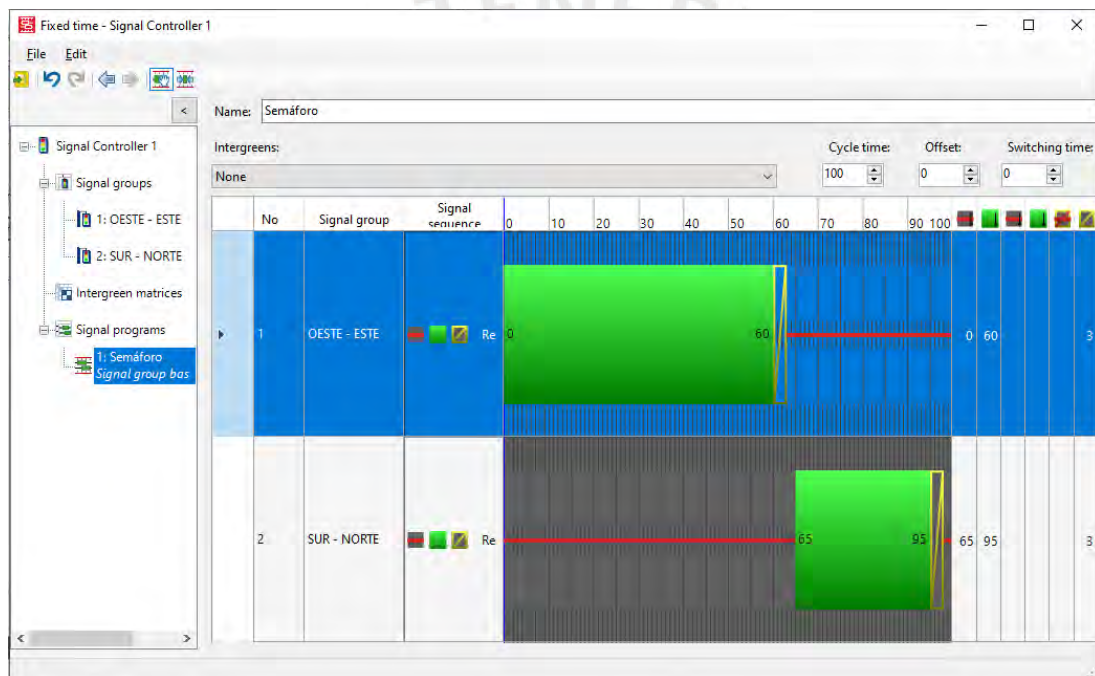 Fixed time - Signal Controller 1
File Edit
<
Name: Semáforo
Signal Controller 1
Signal groups
1: OESTE - ESTE
2: SUR - NORTE
Intergreen matrices
Signal programs
1: Semáforo
Signal group bas
Intergreens: Cycle time: Offset: Switching time:
None 100 0 0
No Signal group Signal sequence 0 10 20 30 40 50 60 70 80 90 100
1 OESTE - ESTE Re 0 60 0 60 3
2 SUR - NORTE Re 65 95 65 95 3
< >